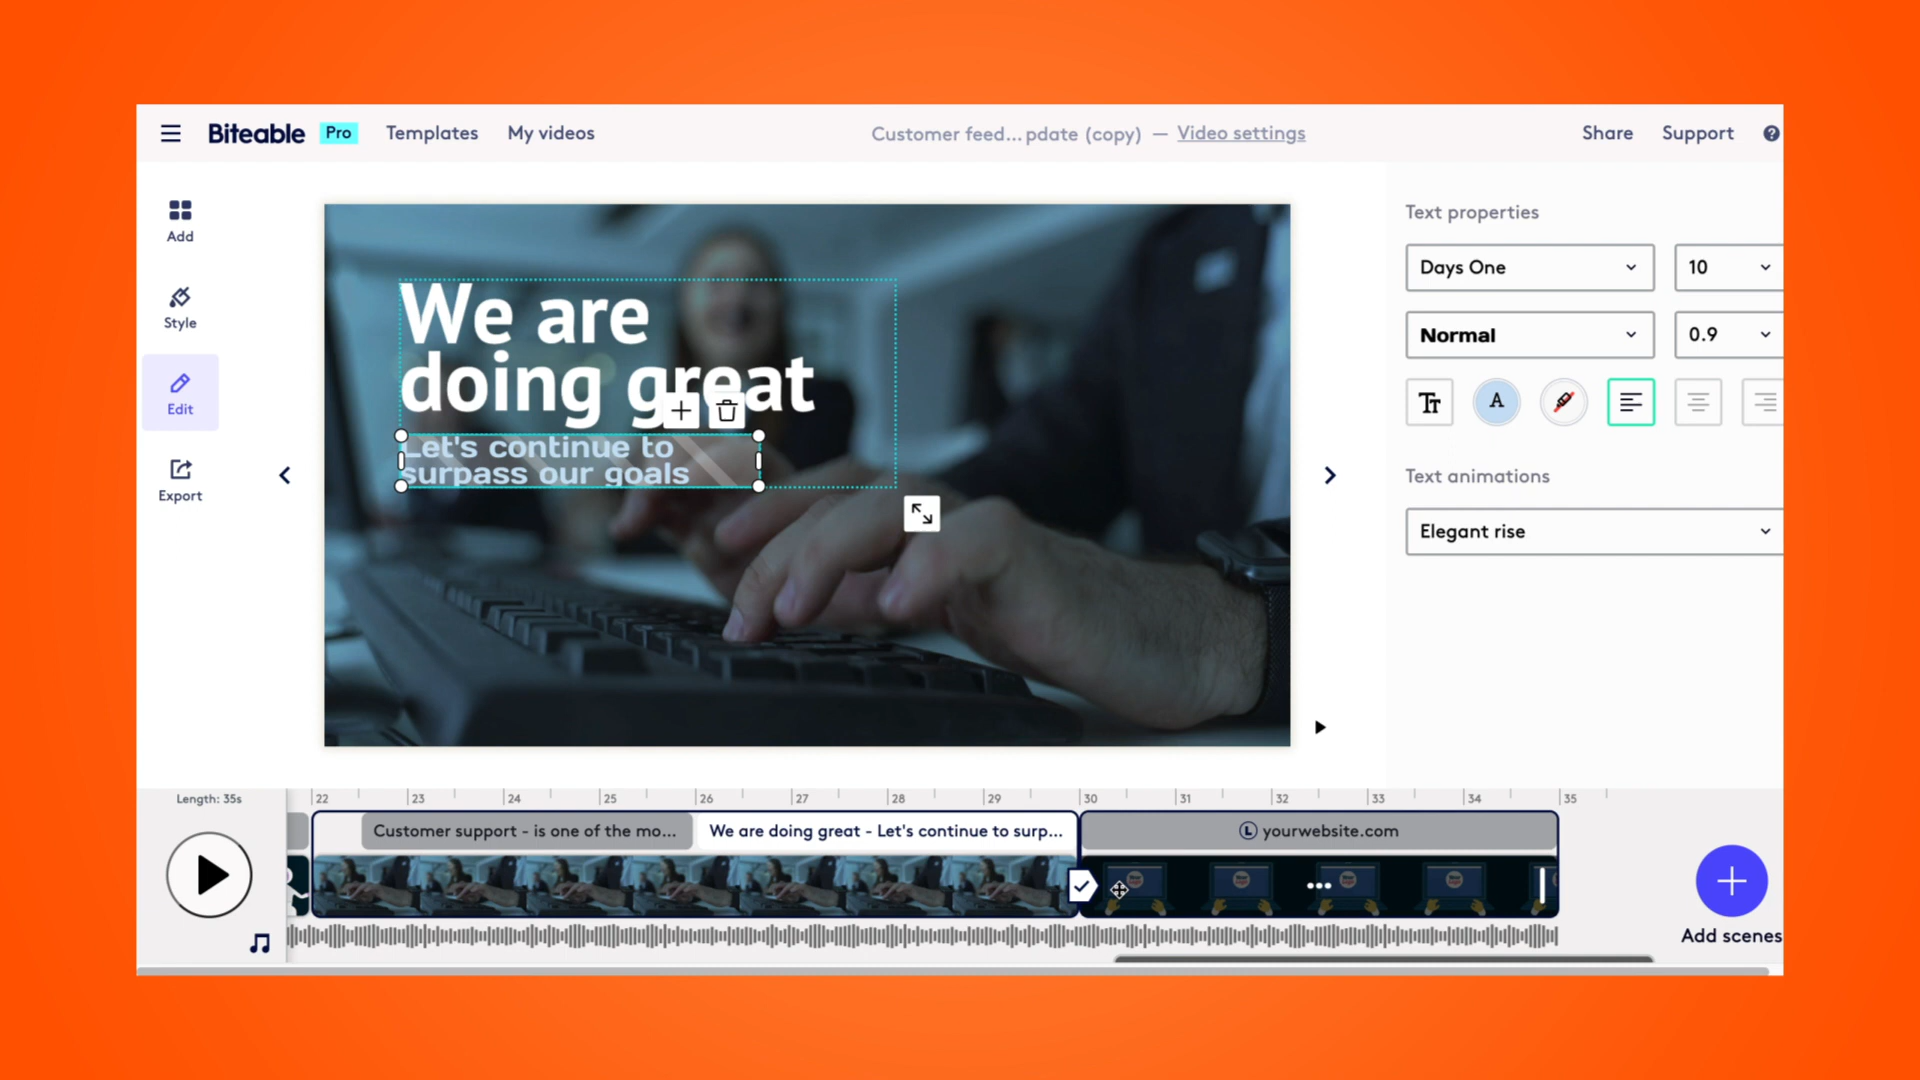 Biteable Pro Templates My videos Customer feed... pdate (copy) — Video settings Share Support ?
Add
Style
Edit
Export
We are
doing great
Let's continue to
surpass our goals
Text properties
Days One 10
Normal 0.9
TT A
Text animations
Elegant rise
Length: 35s 22 23 24 25 26 27 28 29 30 31 32 33 34 35
Customer support - is one of the mo... We are doing great - Let's continue to surp... L yourwebsite.com
Add scenes